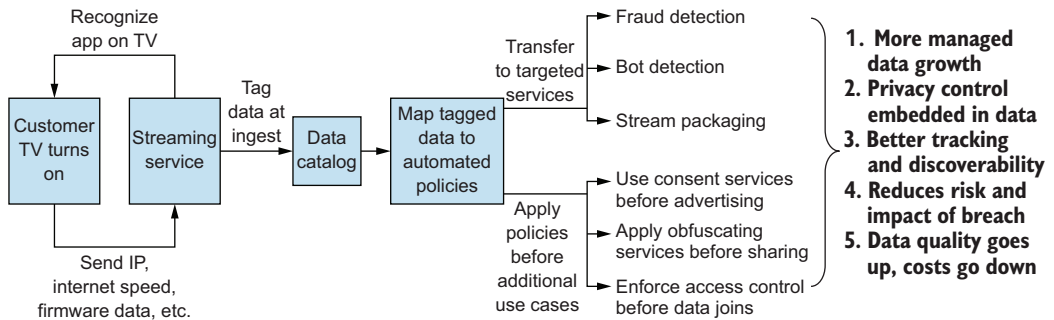 Recognize
app on TV
Customer
TV turns
on
Streaming
service
Send IP,
internet speed,
firmware data, etc.
Tag
data at
ingest
Data
catalog
Map tagged
data to
automated
policies
Transfer
to targeted
services
Fraud detection
Bot detection
Stream packaging
Apply
policies
before
additional
use cases
Use consent services
before advertising
Apply obfuscating
services before sharing
Enforce access control
before data joins
1. More managed
data growth
2. Privacy control
embedded in data
3. Better tracking
and discoverability
4. Reduces risk and
impact of breach
5. Data quality goes
up, costs go down